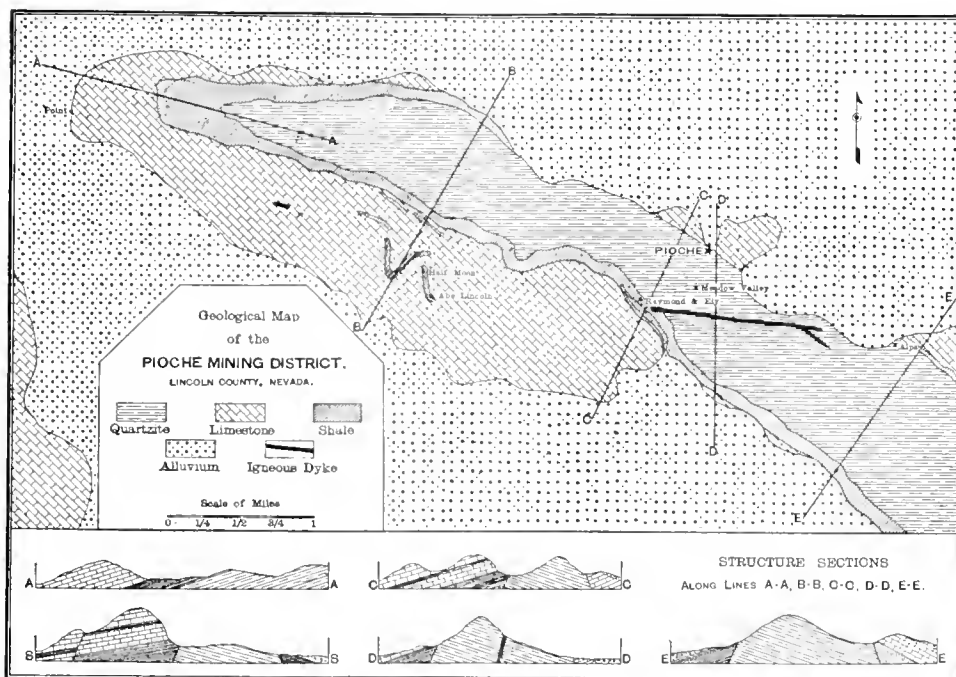 A
B
Point
A
C
D
PIOCHE
Meadow Valley
Raymond & Ely
Half Moon
Abe Lincoln
E
B
C
D
E
Geological Map
of the
PIOCHE MINING DISTRICT.
LINCOLN COUNTY, NEVADA.
Quartzite Limestone Shale
Alluvium Igneous Dyke
Scale of Miles
0 1/4 1/2 3/4 1
A A C C
B B D D E E
STRUCTURE SECTIONS
ALONG LINES A-A, B-B, C-C, D-D, E-E.